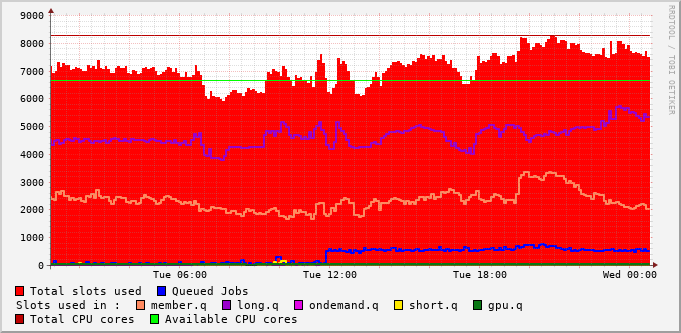 9000
8000
7000
6000
5000
4000
3000
2000
1000
0
Tue 06:00 Tue 12:00 Tue 18:00 Wed 00:00
Total slots used Queued Jobs
Slots used in : member.q long.q ondemand.q short.q gpu.q
Total CPU cores Available CPU cores
RRDTOOL / TOBI OETIKER